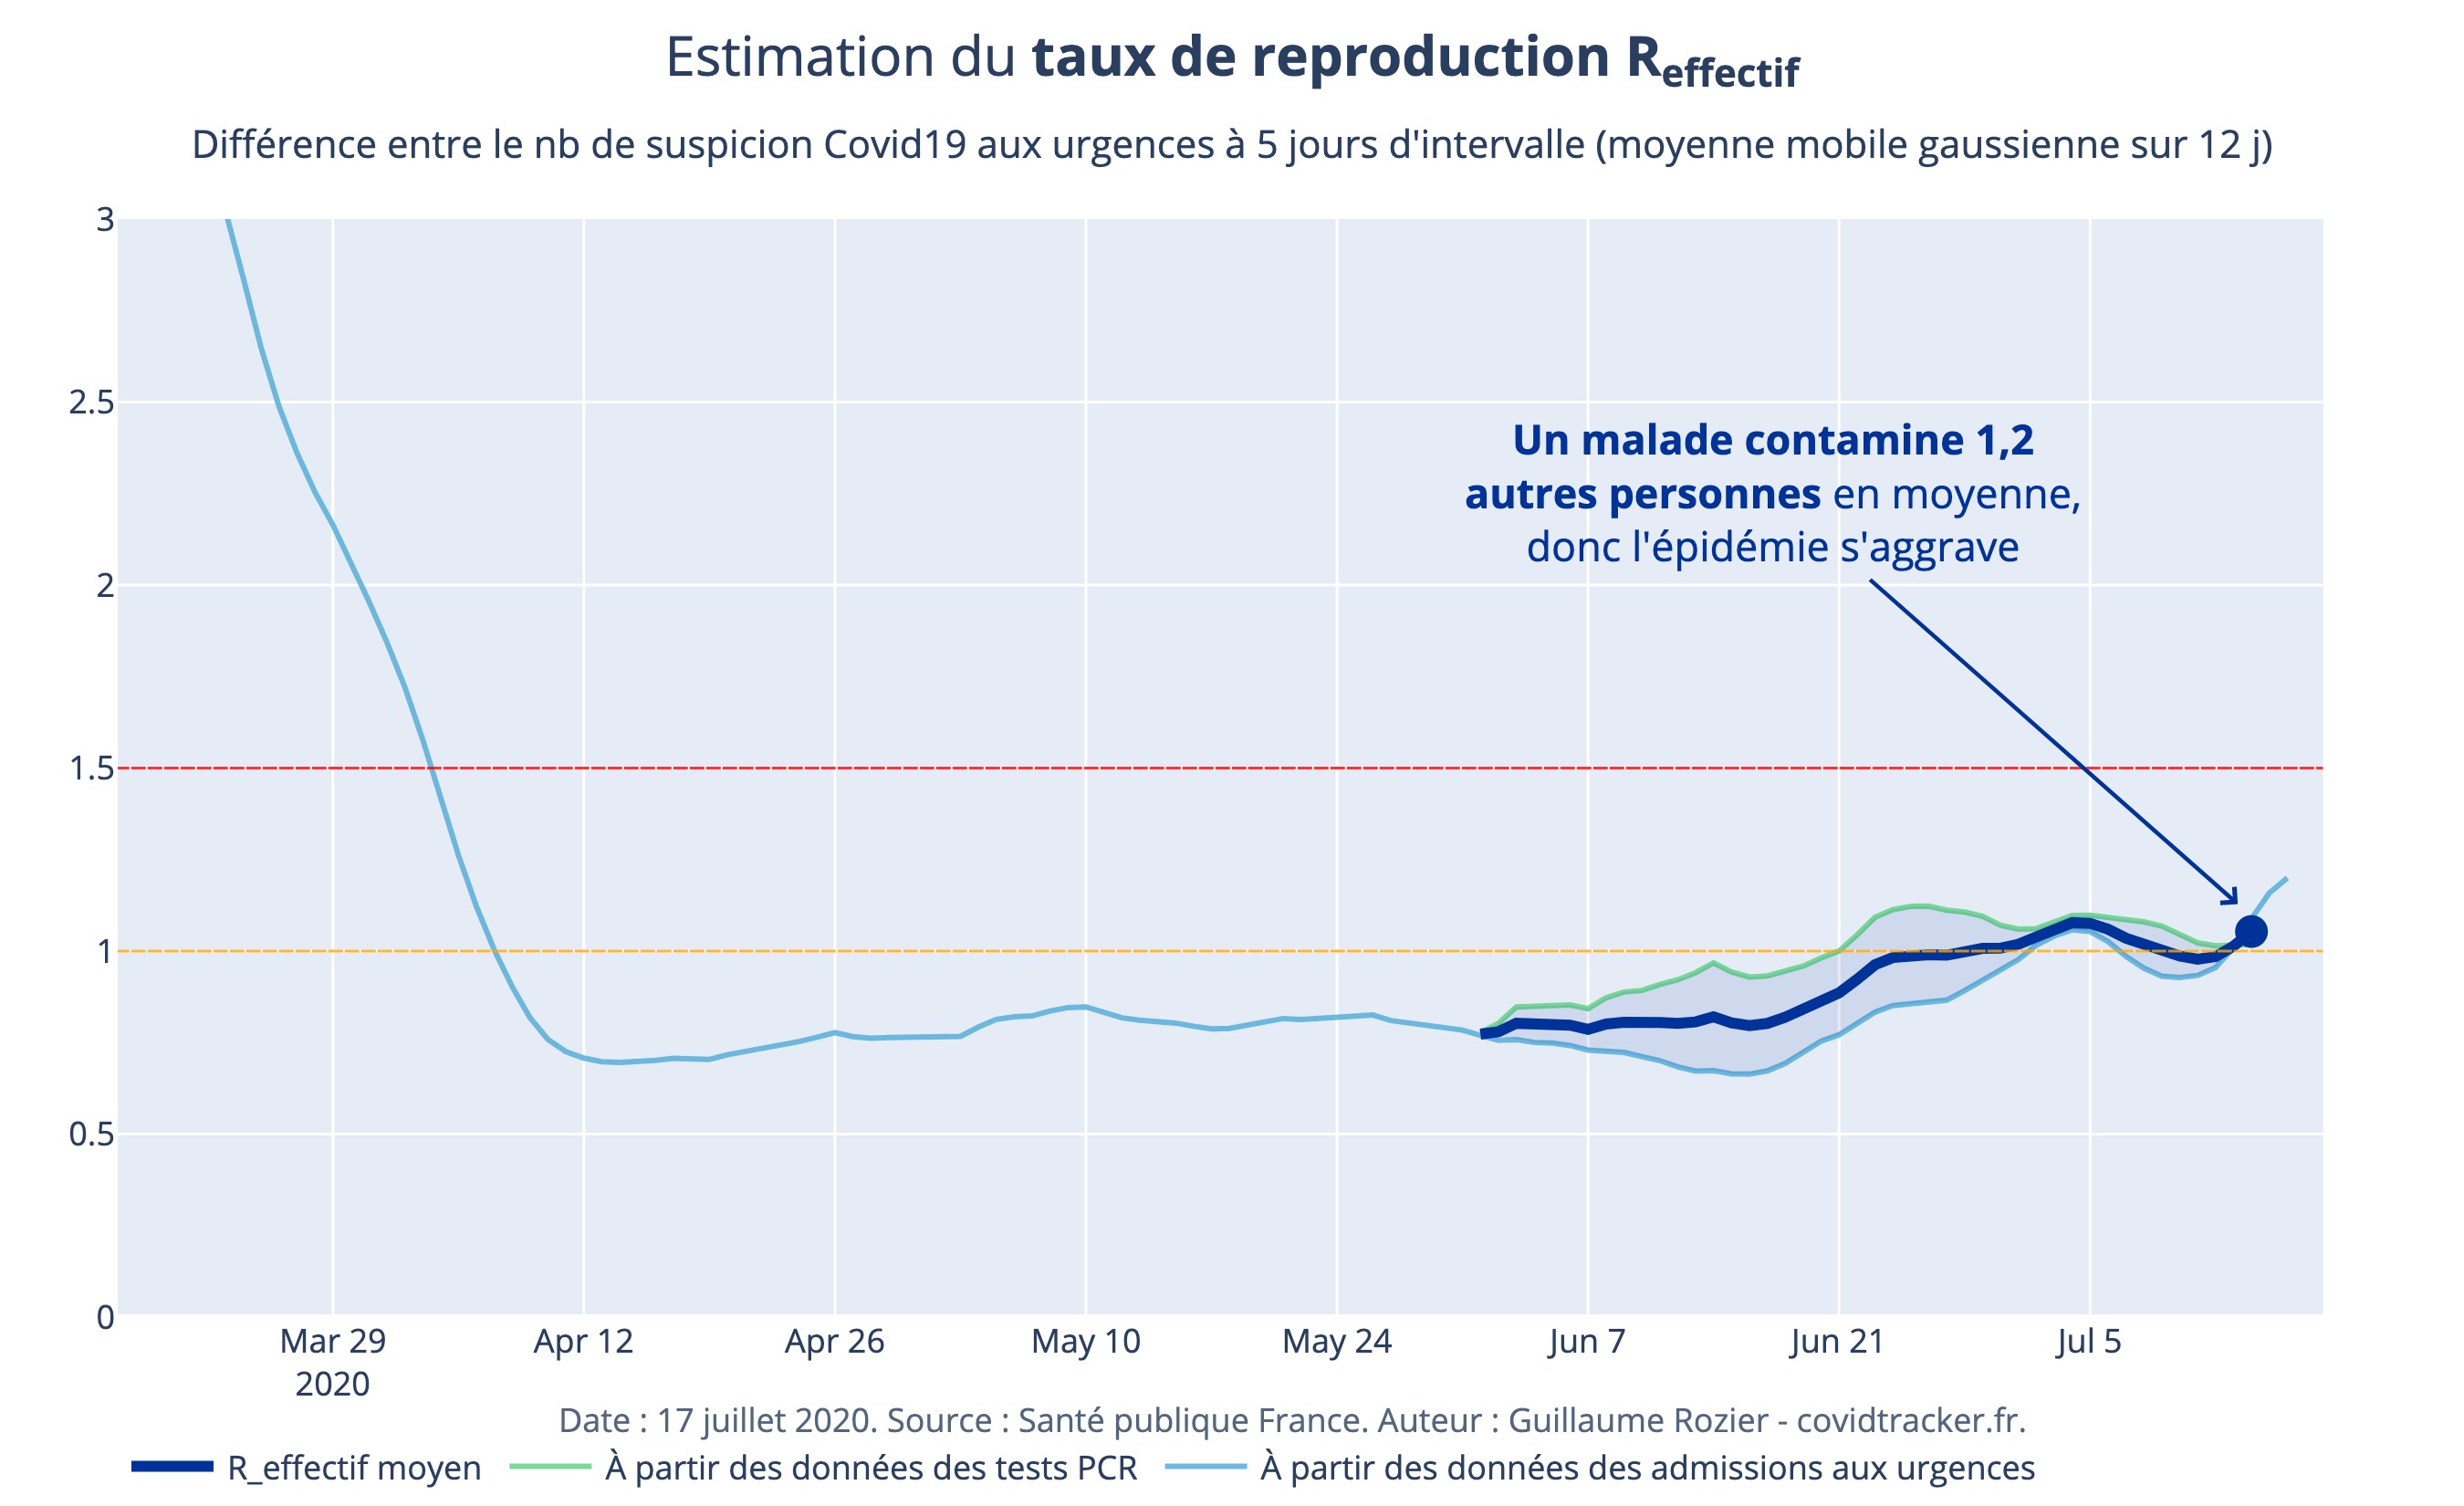 Estimation du taux de reproduction Reffectif
Différence entre le nb de suspicion Covid19 aux urgences à 5 jours d'intervalle (moyenne mobile gaussienne sur 12 j)
3
2.5
2
1.5
1
0.5
0
Un malade contamine 1,2
autres personnes en moyenne,
donc l'épidémie s'aggrave
Mar 29
2020
Apr 12
Apr 26
May 10
May 24
Jun 7
Jun 21
Jul 5
Date : 17 juillet 2020. Source : Santé publique France. Auteur : Guillaume Rozier - covidtracker.fr.
R_effectif moyen
À partir des données des tests PCR
À partir des données des admissions aux urgences